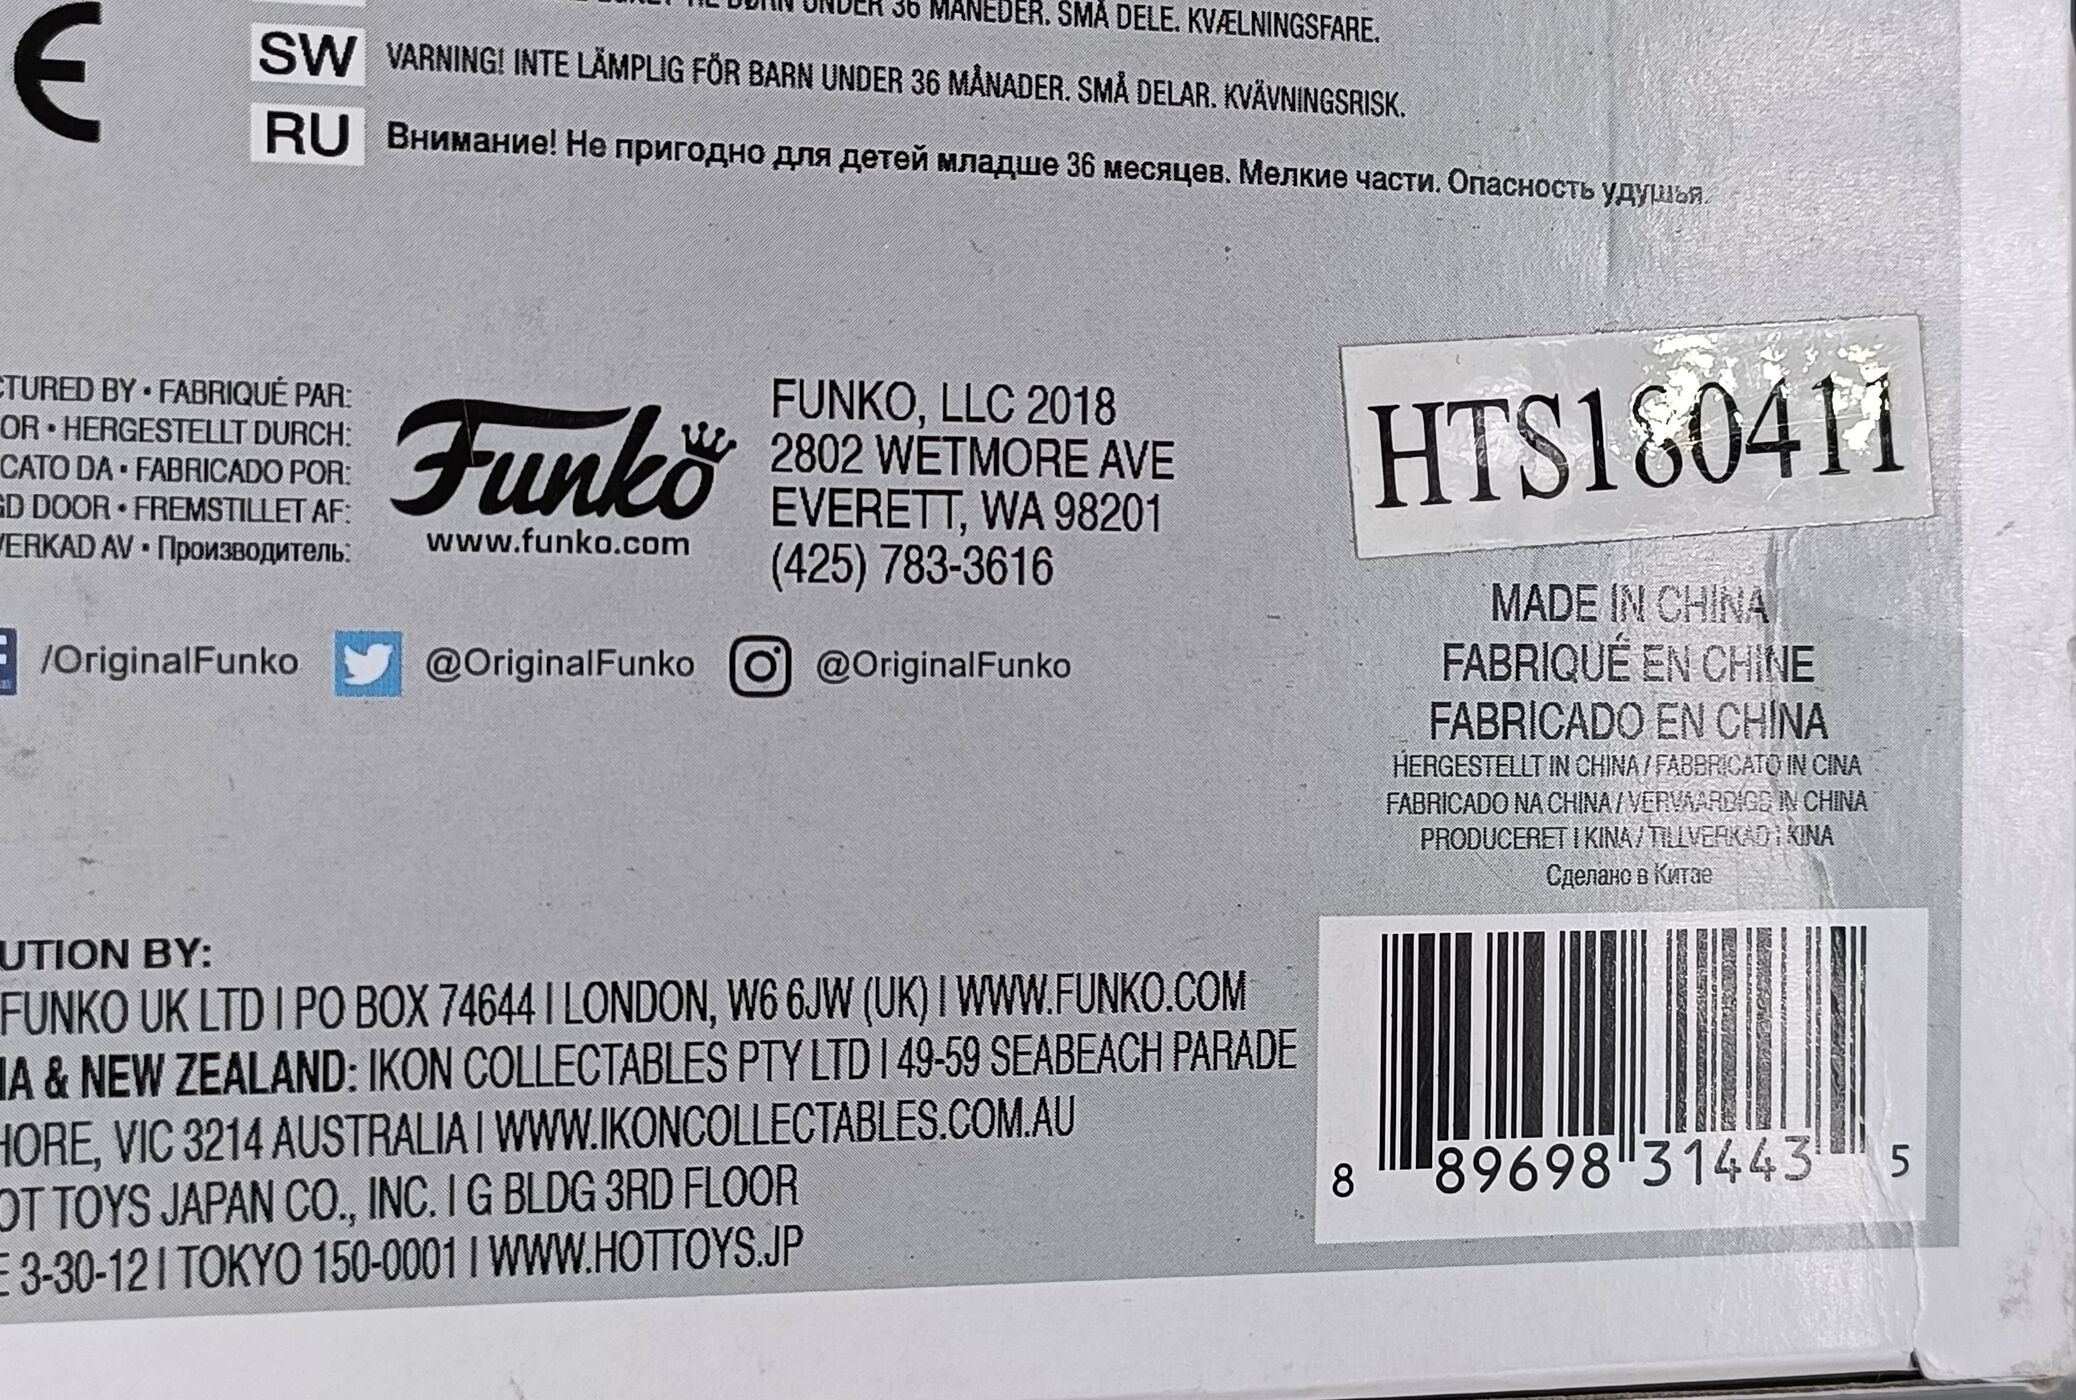 UNDER 36 MÅNEDER. SMÅ DELE. KVÆLNINGSFARE.
SW VARNING! INTE LÄMPLIG FÖR BARN UNDER 36 MÅNADER. SMÅ DELAR. KVÄVNINGSRISK.
RU Внимание! Не пригодно для детей младше 36 месяцев. Мелкие части. Опасность удушья.
CTURED BY • FABRIQUÉ PAR:
OR • HERGESTELLT DURCH:
CATO DA • FABRICADO POR:
GD DOOR • FREMSTILLET AF:
VERKAD AV • Производитель:
Funko
www.funko.com
FUNKO, LLC 2018
2802 WETMORE AVE
EVERETT, WA 98201
(425) 783-3616
HTS180411
/OriginalFunko @OriginalFunko @OriginalFunko
MADE IN CHINA
FABRIQUÉ EN CHINE
FABRICADO EN CHINA
HERGESTELLT IN CHINA / FABBRICATO IN CINA
FABRICADO NA CHINA / VERVAARDIGD IN CHINA
PRODUCERET I KINA / TILLVERKAD I KINA
Сделано в Китае
UTION BY:
FUNKO UK LTD | PO BOX 74644 | LONDON, W6 6JW (UK) | WWW.FUNKO.COM
IA & NEW ZEALAND: IKON COLLECTABLES PTY LTD | 49-59 SEABEACH PARADE
HORE, VIC 3214 AUSTRALIA | WWW.IKONCOLLECTABLES.COM.AU
OT TOYS JAPAN CO., INC. | G BLDG 3RD FLOOR
E 3-30-12 | TOKYO 150-0001 | WWW.HOTTOYS.JP
8 89698 31443 5